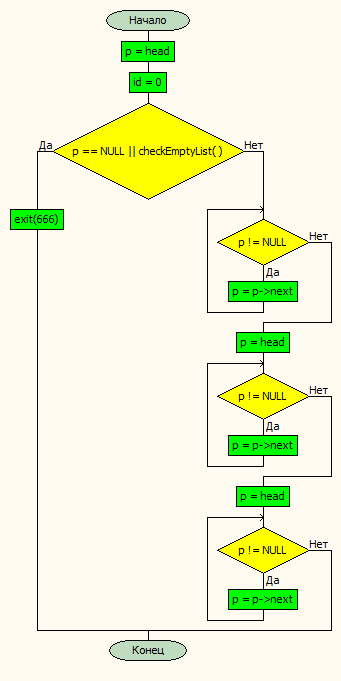 Начало
p = head
id = 0
Да
p == NULL || checkEmptyList( )
Нет
exit(666)
p != NULL
Нет
Да
p = p->next
p = head
p != NULL
Нет
Да
p = p->next
p = head
p != NULL
Нет
Да
p = p->next
Конец